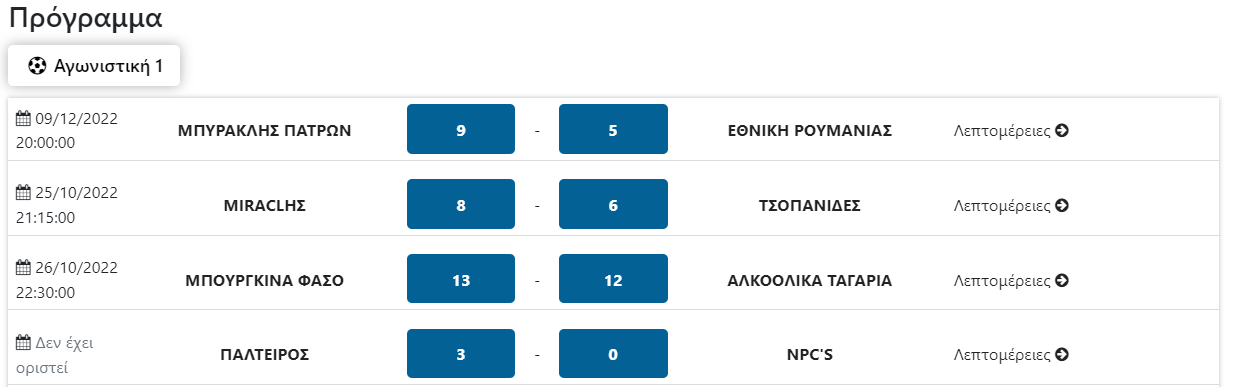 Πρόγραμμα
Αγωνιστική 1
09/12/2022
20:00:00
ΜΠΥΡΑΚΛΗΣ ΠΑΤΡΩΝ 9 - 5 ΕΘΝΙΚΗ ΡΟΥΜΑΝΙΑΣ Λεπτομέρειες
25/10/2022
21:15:00
MIRACLΗΣ 8 - 6 ΤΣΟΠΑΝΙΔΕΣ Λεπτομέρειες
26/10/2022
22:30:00
ΜΠΟΥΡΓΚΙΝΑ ΦΑΣΟ 13 - 12 ΑΛΚΟΟΛΙΚΑ ΤΑΓΑΡΙΑ Λεπτομέρειες
Δεν έχει
οριστεί
ΠΑΛΤΕΙΡΟΣ 3 - 0 NPC'S Λεπτομέρειες